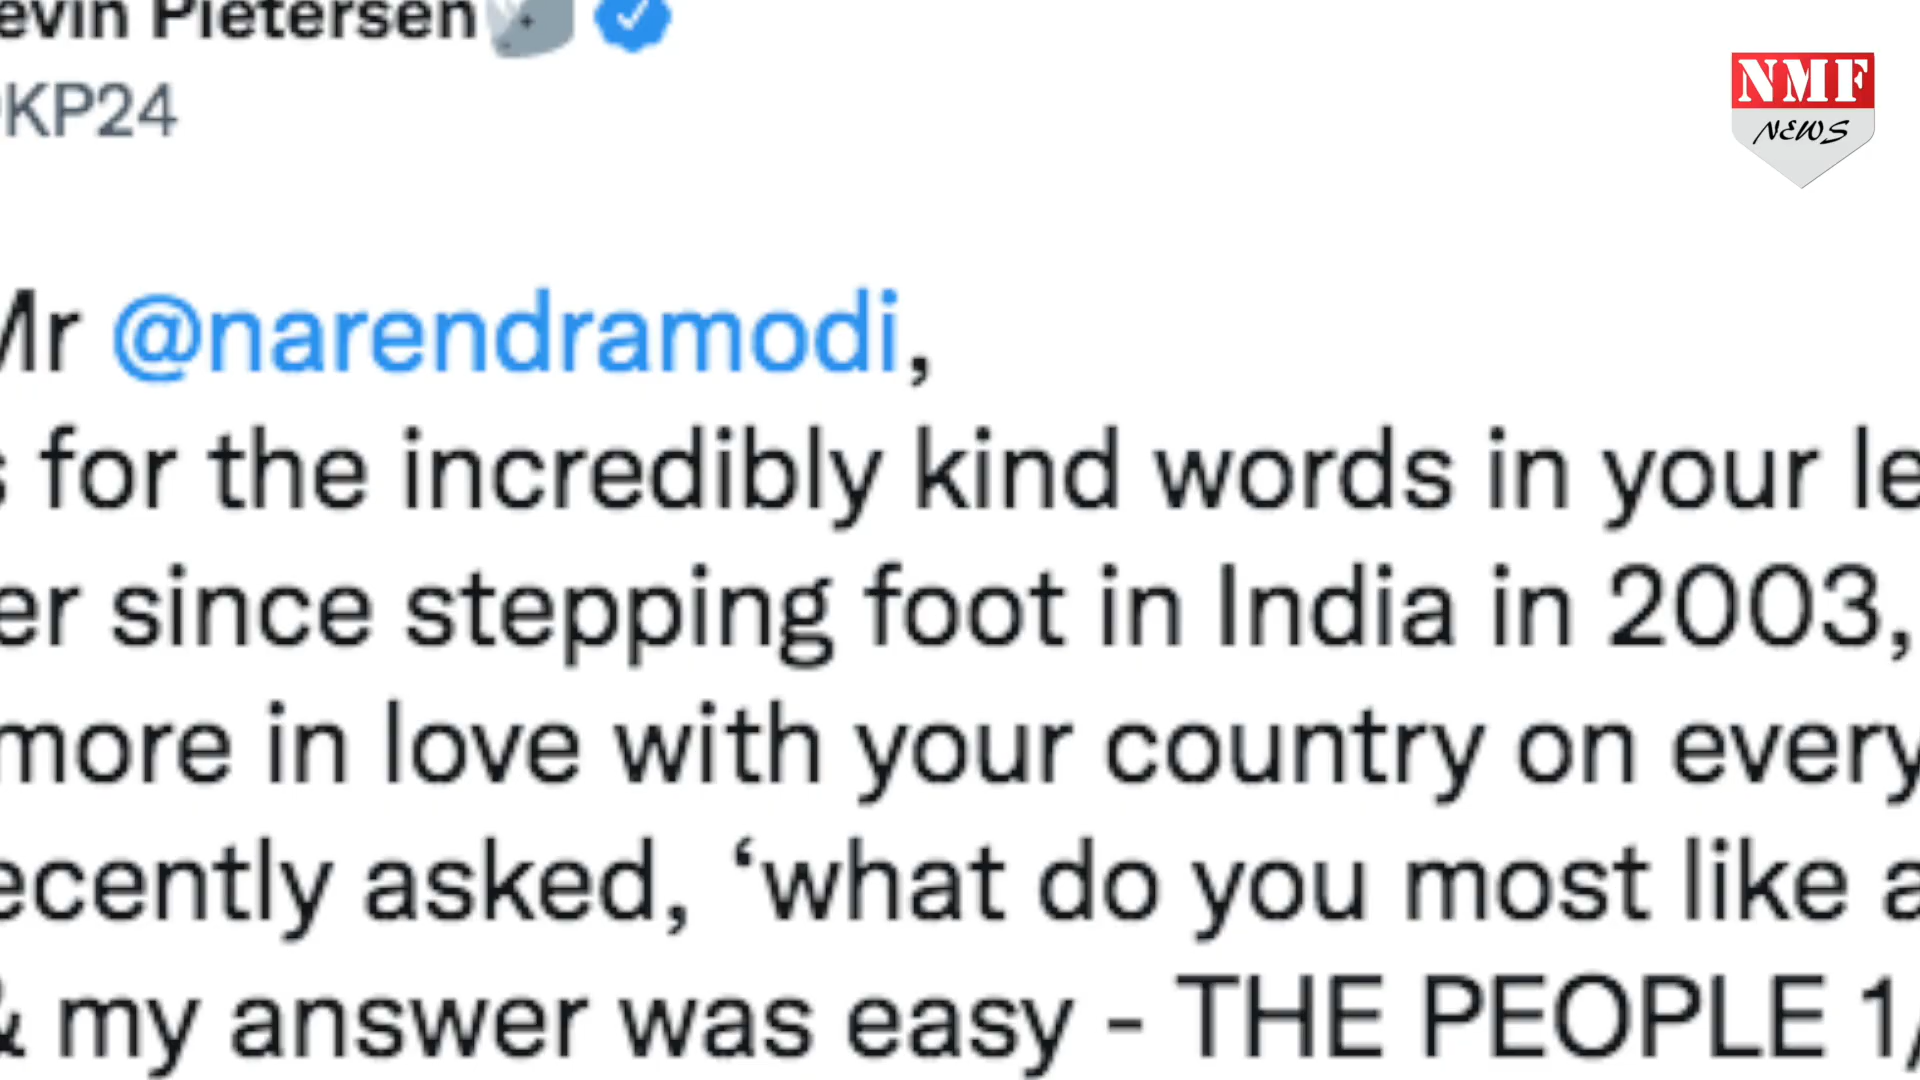 evin Pietersen
KP24
NMF
NEWS
Mr @narendramodi,
s for the incredibly kind words in your le
er since stepping foot in India in 2003,
more in love with your country on every
ecently asked, ‘what do you most like a
& my answer was easy - THE PEOPLE 1/